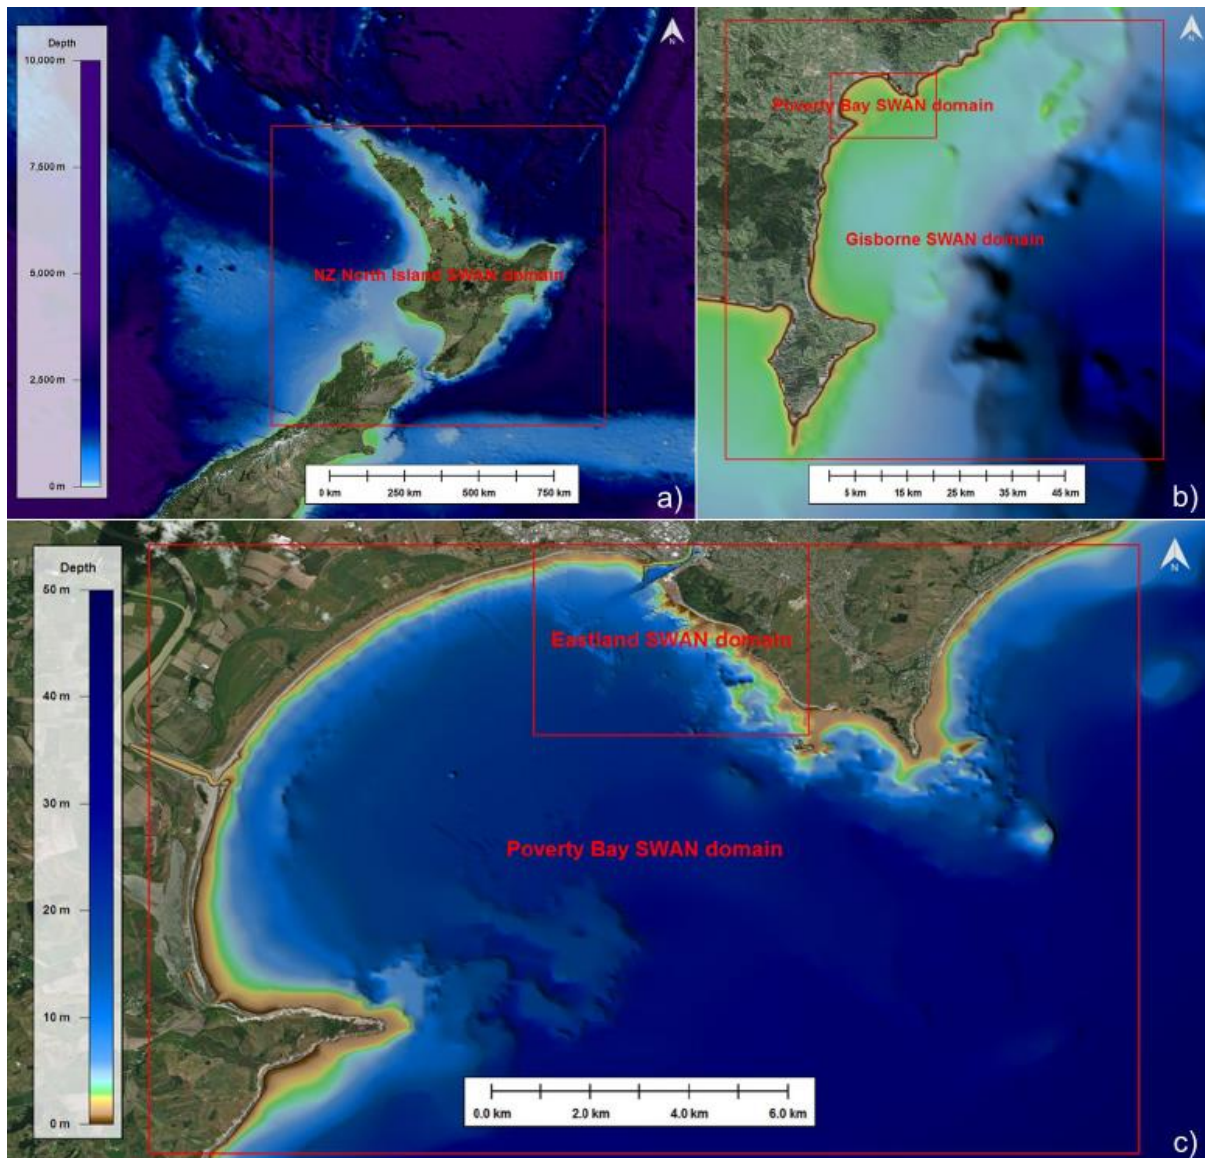 Depth
10,000 m
7,500 m
5,000 m
2,500 m
0 m
N
NZ North Island SWAN domain
0 km 250 km 500 km 750 km
a)
N
Poverty Bay SWAN domain
Gisborne SWAN domain
5 km 15 km 25 km 35 km 45 km
b)
Depth
50 m
40 m
30 m
20 m
10 m
0 m
N
Eastland SWAN domain
Poverty Bay SWAN domain
0.0 km 2.0 km 4.0 km 6.0 km
c)